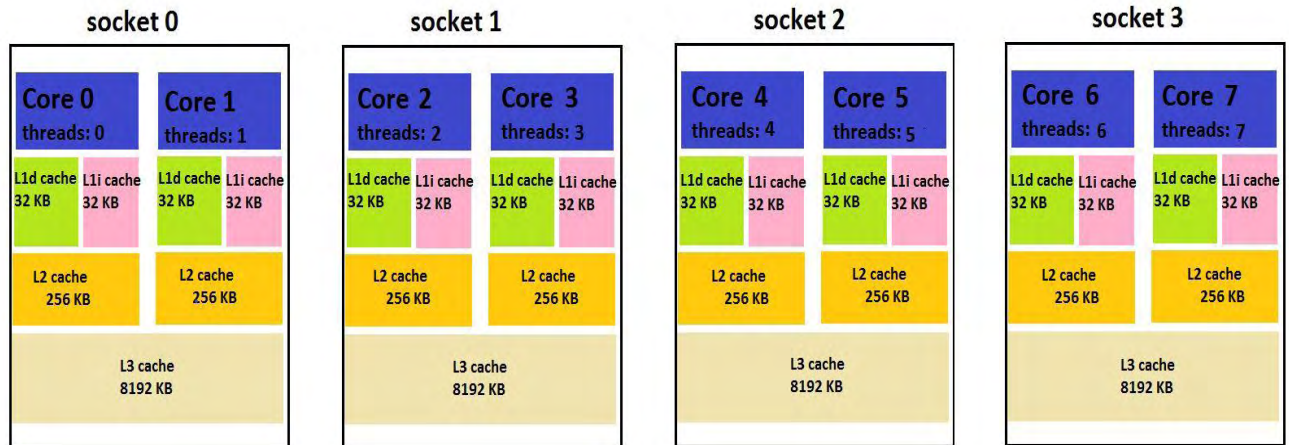 socket 0
Core 0
threads: 0
Core 1
threads: 1
L1d cache
32 KB
L1i cache
32 KB
L1d cache
32 KB
L1i cache
32 KB
L2 cache
256 KB
L2 cache
256 KB
L3 cache
8192 KB
socket 1
Core 2
threads: 2
Core 3
threads: 3
L1d cache
32 KB
L1i cache
32 KB
L1d cache
32 KB
L1i cache
32 KB
L2 cache
256 KB
L2 cache
256 KB
L3 cache
8192 KB
socket 2
Core 4
threads: 4
Core 5
threads: 5
L1d cache
32 KB
L1i cache
32 KB
L1d cache
32 KB
L1i cache
32 KB
L2 cache
256 KB
L2 cache
256 KB
L3 cache
8192 KB
socket 3
Core 6
threads: 6
Core 7
threads: 7
L1d cache
32 KB
L1i cache
32 KB
L1d cache
32 KB
L1i cache
32 KB
L2 cache
256 KB
L2 cache
256 KB
L3 cache
8192 KB